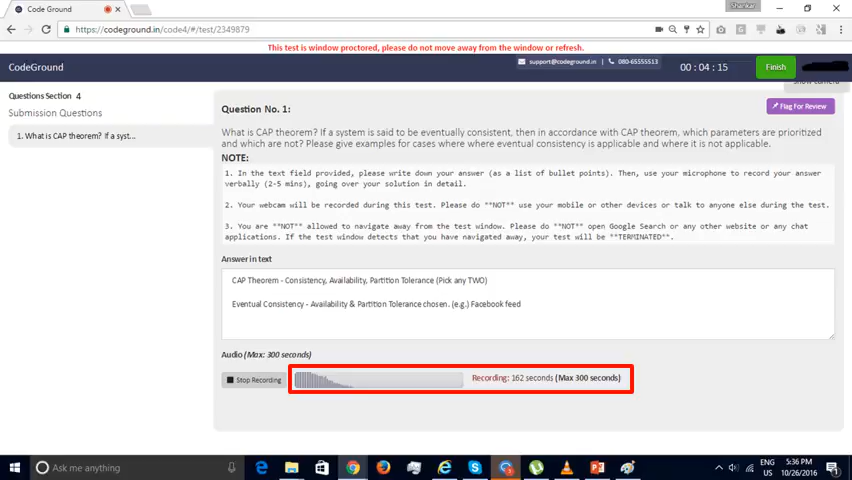 Code Ground
Shankar
https://codeground.in/code4/#/test/2349879
This test is window proctored, please do not move away from the window or refresh.
CodeGround
support@codeground.in
080-65555513
00 : 04 : 15
Finish
Questions Section 4
Submission Questions
1. What is CAP theorem? If a syst...
Question No. 1:
Flag For Review
What is CAP theorem? If a system is said to be eventually consistent, then in accordance with CAP theorem, which parameters are prioritized
and which are not? Please give examples for cases where where eventual consistency is applicable and where it is not applicable.
NOTE:
1. In the text field provided, please write down your answer (as a list of bullet points). Then, use your microphone to record your answer
verbally (2-5 mins), going over your solution in detail.
2. Your webcam will be recorded during this test. Please do **NOT** use your mobile or other devices or talk to anyone else during the test.
3. You are **NOT** allowed to navigate away from the test window. Please do **NOT** open Google Search or any other website or any chat
applications. If the test window detects that you have navigated away, your test will be **TERMINATED**.
Answer in text
CAP Theorem - Consistency, Availability, Partition Tolerance (Pick any TWO)
Eventual Consistency - Availability & Partition Tolerance chosen. (e.g.) Facebook feed
Audio (Max: 300 seconds)
Stop Recording
Recording: 162 seconds (Max 300 seconds)
Ask me anything
ENG
US
5:36 PM
10/26/2016